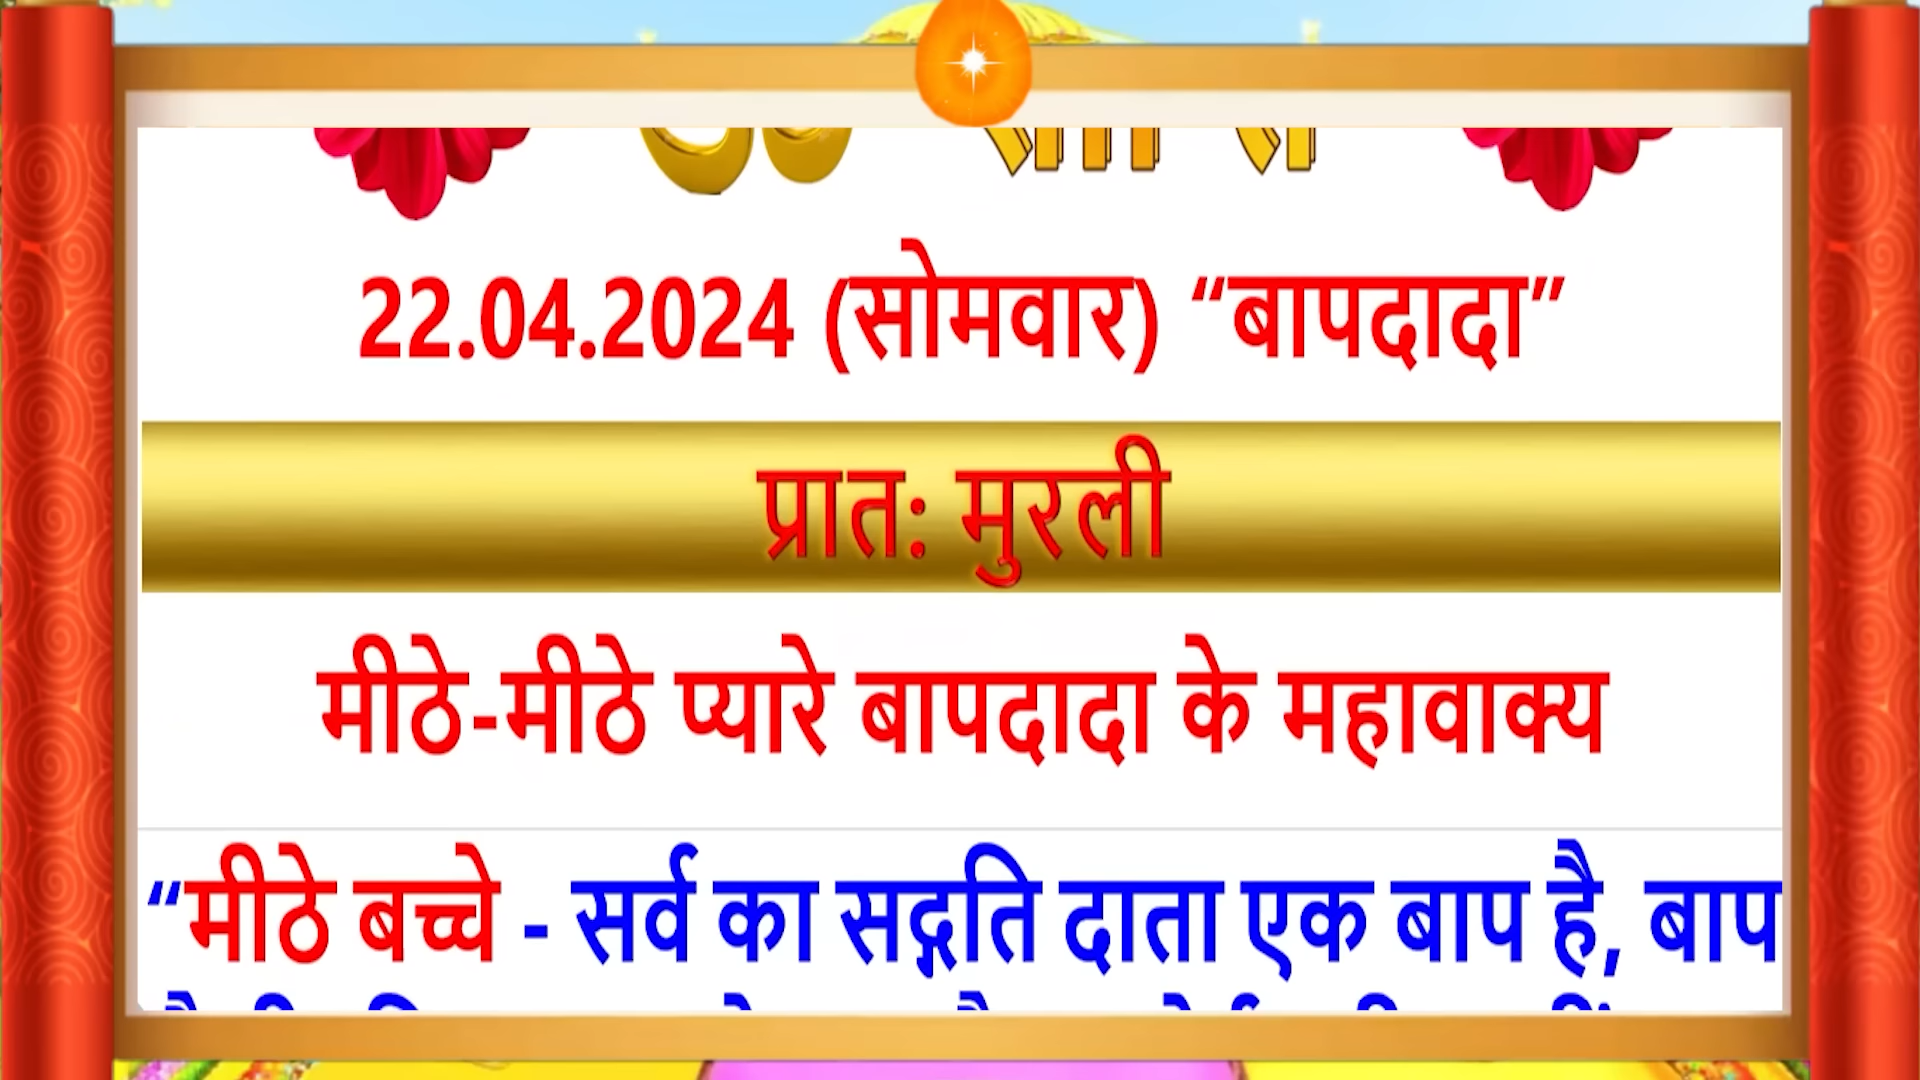 22.04.2024 (सोमवार) “बापदादा”
प्रात: मुरली
मीठे-मीठे प्यारे बापदादा के महावाक्य
“मीठे बच्चे - सर्व का सद्गति दाता एक बाप है, बाप